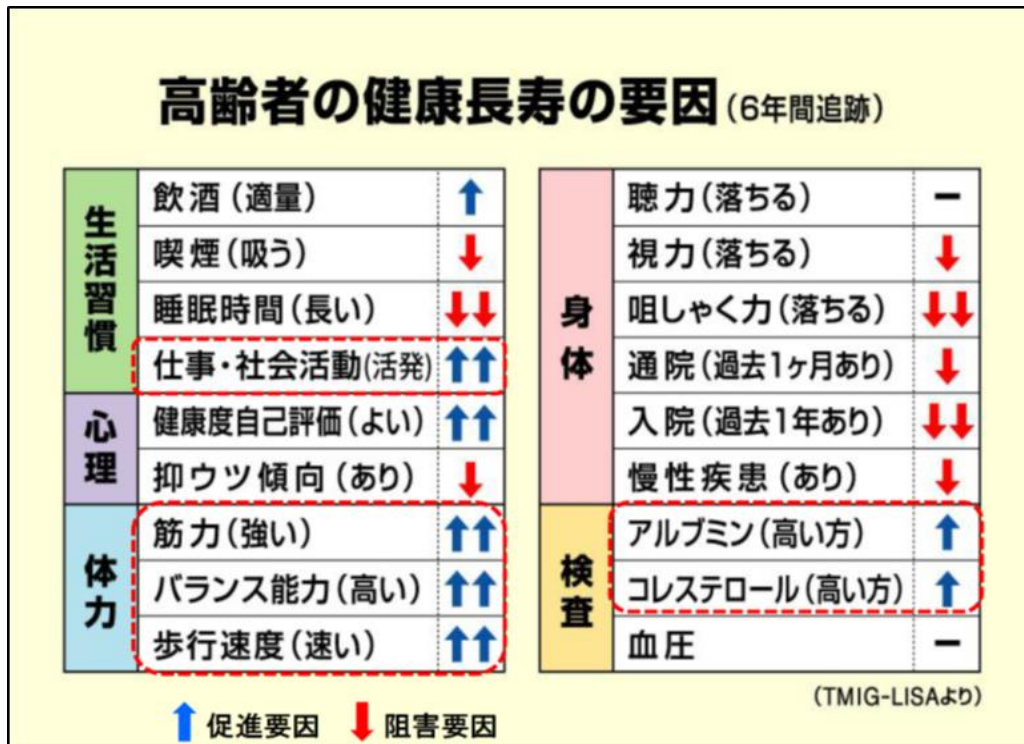 高齢者の健康長寿の要因(6年間追跡)
生活習慣
飲酒(適量) ↑
喫煙(吸う) ↓
睡眠時間(長い) ↓↓
仕事・社会活動(活発) ↑↑
心理
健康度自己評価(よい) ↑↑
抑ウツ傾向(あり) ↓
体力
筋力(強い) ↑↑
バランス能力(高い) ↑↑
歩行速度(速い) ↑↑
身体
聴力(落ちる) ー
視力(落ちる) ↓
咀しゃく力(落ちる) ↓↓
通院(過去1ヶ月あり) ↓
入院(過去1年あり) ↓↓
慢性疾患(あり) ↓
検査
アルブミン(高い方) ↑
コレステロール(高い方) ↑
血圧 ー
(TMIG-LISAより)
↑ 促進要因 ↓ 阻害要因